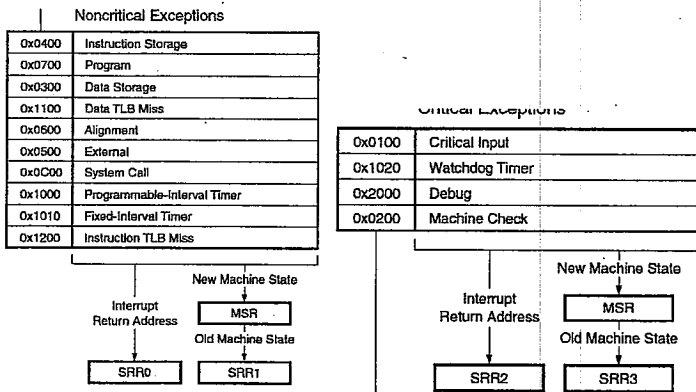 Noncritical Exceptions
0x0400 Instruction Storage
0x0700 Program
0x0300 Data Storage
0x1100 Data TLB Miss
0x0600 Alignment
0x0500 External
0x0C00 System Call
0x1000 Programmable-Interval Timer
0x1010 Fixed-Interval Timer
0x1200 Instruction TLB Miss
New Machine State
Interrupt
Return Address
MSR
Old Machine State
SRR0
SRR1
Critical Exceptions
0x0100 Critical Input
0x1020 Watchdog Timer
0x2000 Debug
0x0200 Machine Check
New Machine State
Interrupt
Return Address
MSR
Old Machine State
SRR2
SRR3